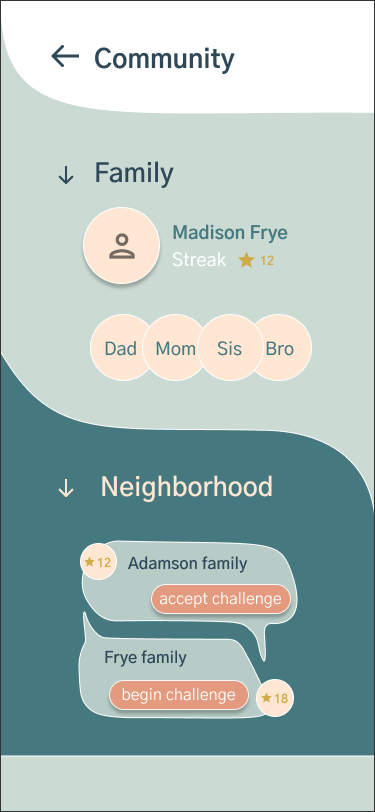 Community
Family
Madison Frye
Streak 12
Dad Mom Sis Bro
Neighborhood
12 Adamson family
accept challenge
Frye family
begin challenge
18